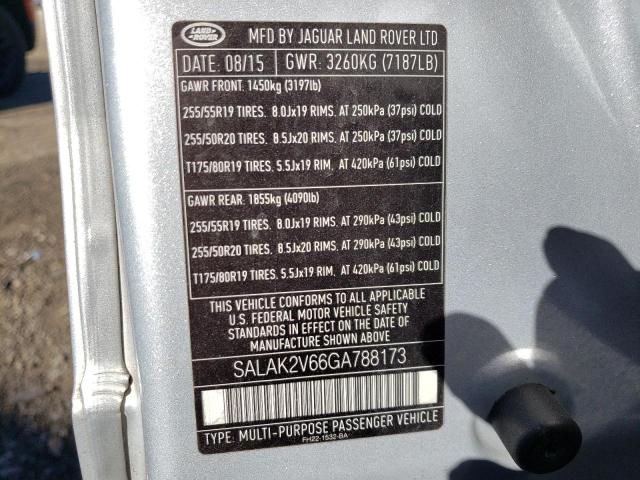 LAND ROVER
MFD BY JAGUAR LAND ROVER LTD
DATE: 08/15
GWR: 3260KG (7187LB)
GAWR FRONT: 1450kg (3197lb)
255/55R19 TIRES. 8.0Jx19 RIMS. AT 250kPa (37psi) COLD
255/50R20 TIRES. 8.5Jx20 RIMS. AT 250kPa (37psi) COLD
T175/80R19 TIRES. 5.5Jx19 RIM. AT 420kPa (61psi) COLD
GAWR REAR: 1855kg (4090lb)
255/55R19 TIRES. 8.0Jx19 RIMS. AT 290kPa (43psi) COLD
255/50R20 TIRES. 8.5Jx20 RIMS. AT 290kPa (43psi) COLD
T175/80R19 TIRES. 5.5Jx19 RIM. AT 420kPa (61psi) COLD
THIS VEHICLE CONFORMS TO ALL APPLICABLE
U.S. FEDERAL MOTOR VEHICLE SAFETY
STANDARDS IN EFFECT ON THE DATE OF
MANUFACTURE SHOWN ABOVE
SALAK2V66GA788173
TYPE: MULTI-PURPOSE PASSENGER VEHICLE
FH22-1532-BA